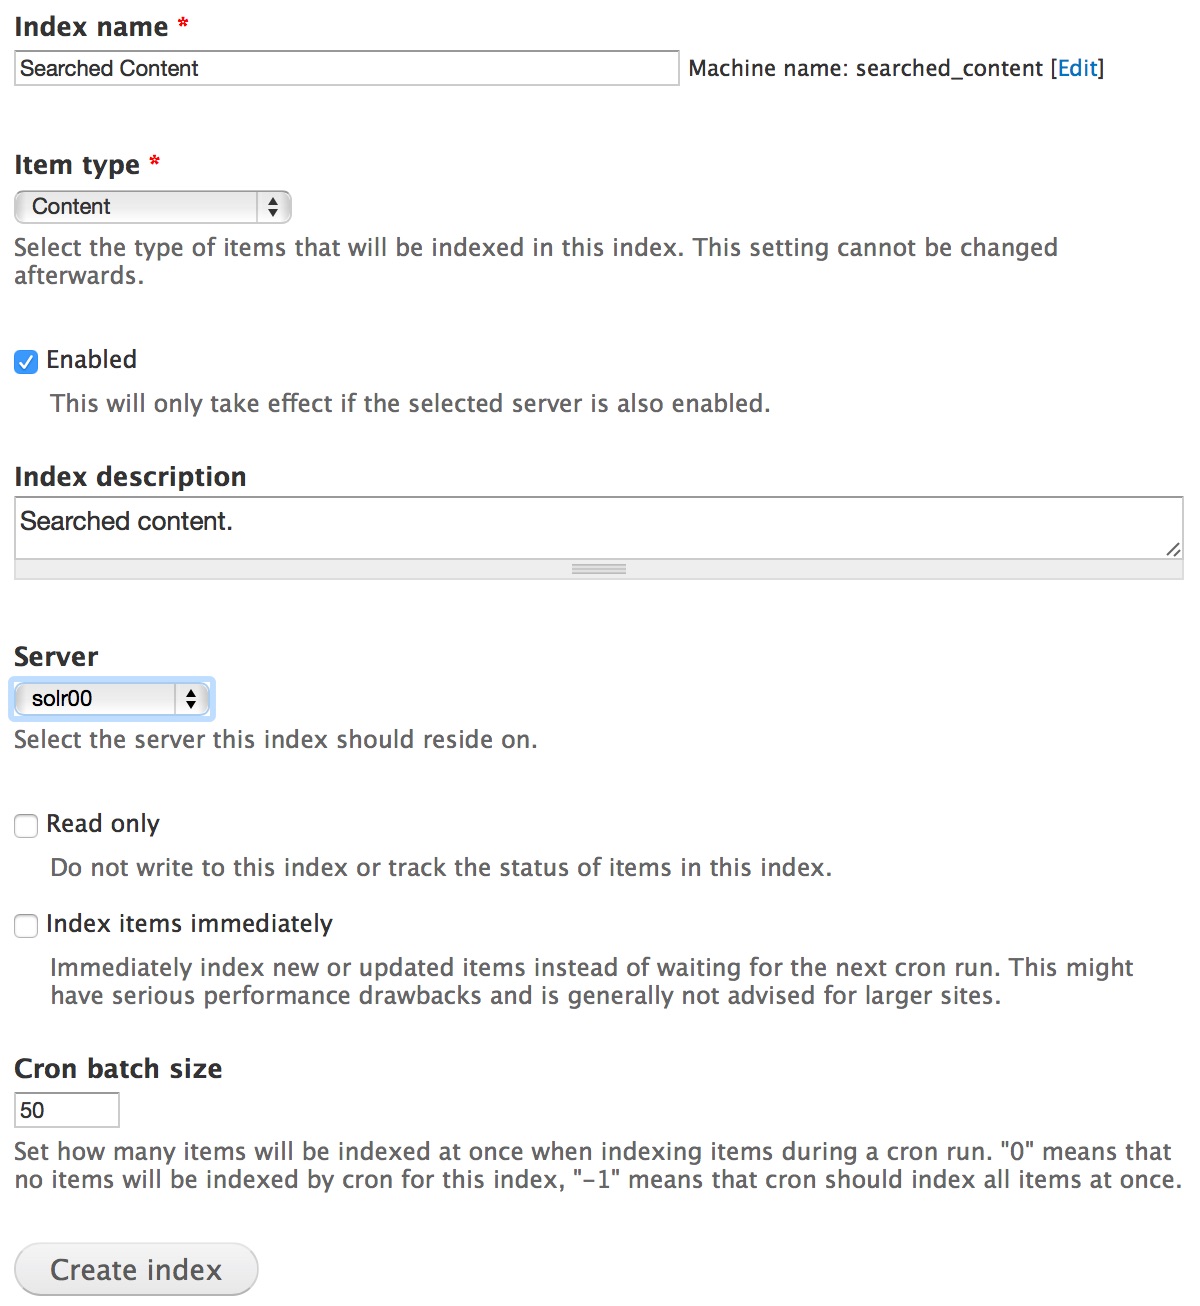 Index name *
Searched Content Machine name: searched_content [Edit]
Item type *
Content
Select the type of items that will be indexed in this index. This setting cannot be changed
afterwards.
Enabled
This will only take effect if the selected server is also enabled.
Index description
Searched content.
Server
solr00
Select the server this index should reside on.
Read only
Do not write to this index or track the status of items in this index.
Index items immediately
Immediately index new or updated items instead of waiting for the next cron run. This might
have serious performance drawbacks and is generally not advised for larger sites.
Cron batch size
50
Set how many items will be indexed at once when indexing items during a cron run. "0" means that
no items will be indexed by cron for this index, "-1" means that cron should index all items at once.
Create index